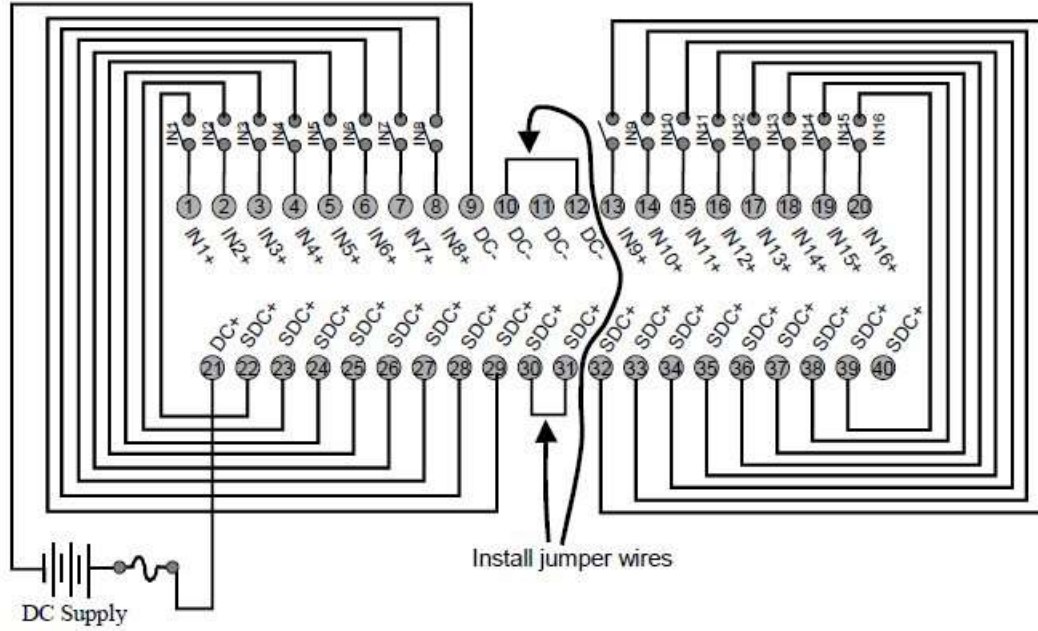 IN1 IN2 IN3 IN4 IN5 IN6 IN7 IN8 IN9 IN10 IN11 IN12 IN13 IN14 IN15 IN16
1 2 3 4 5 6 7 8 9 10 11 12 13 14 15 16 17 18 19 20
IN1+ IN2+ IN3+ IN4+ IN5+ IN6+ IN7+ IN8+ DC- DC- DC- DC- IN9+ IN10+ IN11+ IN12+ IN13+ IN14+ IN15+ IN16+
DC+ SDC+ SDC+ SDC+ SDC+ SDC+ SDC+ SDC+ SDC+ SDC+ SDC+ SDC+ SDC+ SDC+ SDC+ SDC+ SDC+ SDC+ SDC+ SDC+
21 22 23 24 25 26 27 28 29 30 31 32 33 34 35 36 37 38 39 40
Install jumper wires
DC Supply